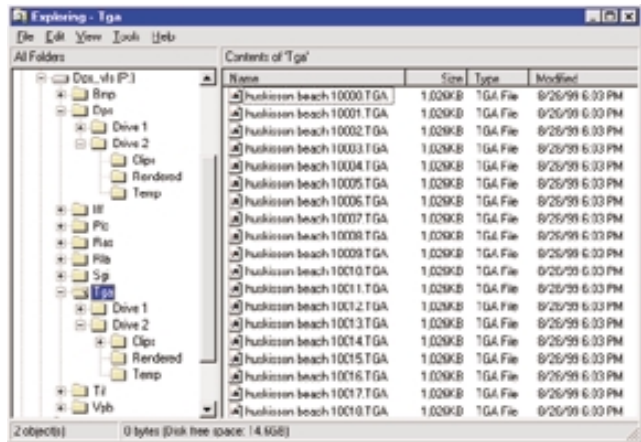 Exploring - Tga
File Edit View Tools Help
All Folders
Contents of 'Tga'
Dps_vfs (P:)
Bmp
Dps
Drive 1
Drive 2
Clips
Rendered
Temp
Iff
Pic
Ras
Sgi
Tga
Drive 1
Drive 2
Clips
Rendered
Temp
Tif
Vpb
Name Size Type Modified
huskisson beach 10000.TGA 1,026KB TGA File 8/26/99 6:03 PM
huskisson beach 10001.TGA 1,026KB TGA File 8/26/99 6:03 PM
huskisson beach 10002.TGA 1,026KB TGA File 8/26/99 6:03 PM
huskisson beach 10003.TGA 1,026KB TGA File 8/26/99 6:03 PM
huskisson beach 10004.TGA 1,026KB TGA File 8/26/99 6:03 PM
huskisson beach 10005.TGA 1,026KB TGA File 8/26/99 6:03 PM
huskisson beach 10006.TGA 1,026KB TGA File 8/26/99 6:03 PM
huskisson beach 10007.TGA 1,026KB TGA File 8/26/99 6:03 PM
huskisson beach 10008.TGA 1,026KB TGA File 8/26/99 6:03 PM
huskisson beach 10009.TGA 1,026KB TGA File 8/26/99 6:03 PM
huskisson beach 10010.TGA 1,026KB TGA File 8/26/99 6:03 PM
huskisson beach 10011.TGA 1,026KB TGA File 8/26/99 6:03 PM
huskisson beach 10012.TGA 1,026KB TGA File 8/26/99 6:03 PM
huskisson beach 10013.TGA 1,026KB TGA File 8/26/99 6:03 PM
huskisson beach 10014.TGA 1,026KB TGA File 8/26/99 6:03 PM
huskisson beach 10015.TGA 1,026KB TGA File 8/26/99 6:03 PM
huskisson beach 10016.TGA 1,026KB TGA File 8/26/99 6:03 PM
huskisson beach 10017.TGA 1,026KB TGA File 8/26/99 6:03 PM
huskisson beach 10018.TGA 1,026KB TGA File 8/26/99 6:03 PM
2 object(s)
0 bytes (Disk free space: 14.6GB)